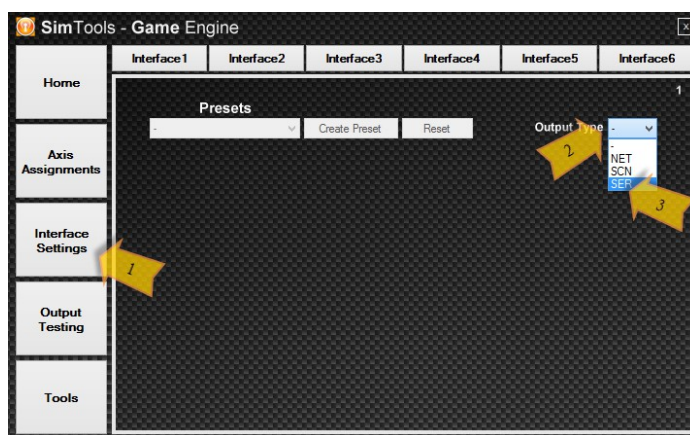 SimTools - Game Engine
x
Interface1 Interface2 Interface3 Interface4 Interface5 Interface6
Home
Axis
Assignments
Interface
Settings
Output
Testing
Tools
1
Presets
-
Create Preset
Reset
Output Type
-
-
NET
SCN
SER
1
2
3